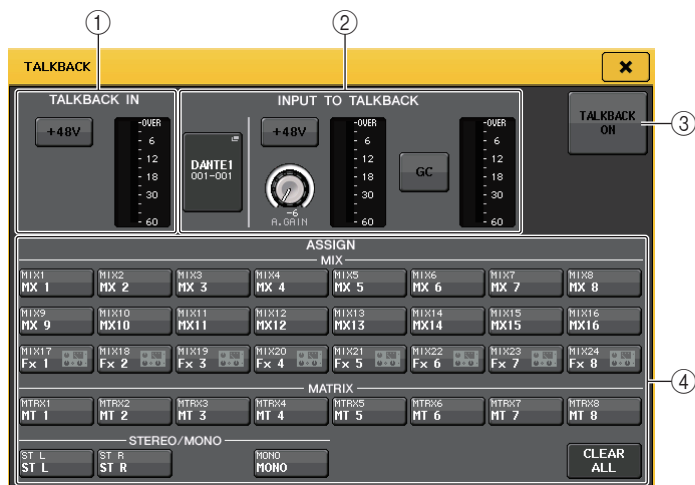 ① ②
TALKBACK ×
TALKBACK IN
+48V
OVER
6
12
18
30
60
INPUT TO TALKBACK
DANTE1
001-001
+48V
-6
A.GAIN
OVER
6
12
18
30
60
GC
OVER
6
12
18
30
60
TALKBACK
ON
③
ASSIGN
MIX
MIX1 MIX2 MIX3 MIX4 MIX5 MIX6 MIX7 MIX8
MX 1 MX 2 MX 3 MX 4 MX 5 MX 6 MX 7 MX 8
MIX9 MIX10 MIX11 MIX12 MIX13 MIX14 MIX15 MIX16
MX 9 MX10 MX11 MX12 MX13 MX14 MX15 MX16
MIX17 MIX18 MIX19 MIX20 MIX21 MIX22 MIX23 MIX24
Fx 1 Fx 2 Fx 3 Fx 4 Fx 5 Fx 6 Fx 7 Fx 8
④
MATRIX
MTRX1 MTRX2 MTRX3 MTRX4 MTRX5 MTRX6 MTRX7 MTRX8
MT 1 MT 2 MT 3 MT 4 MT 5 MT 6 MT 7 MT 8
STEREO/MONO
ST L ST R MONO
ST L ST R MONO
CLEAR
ALL